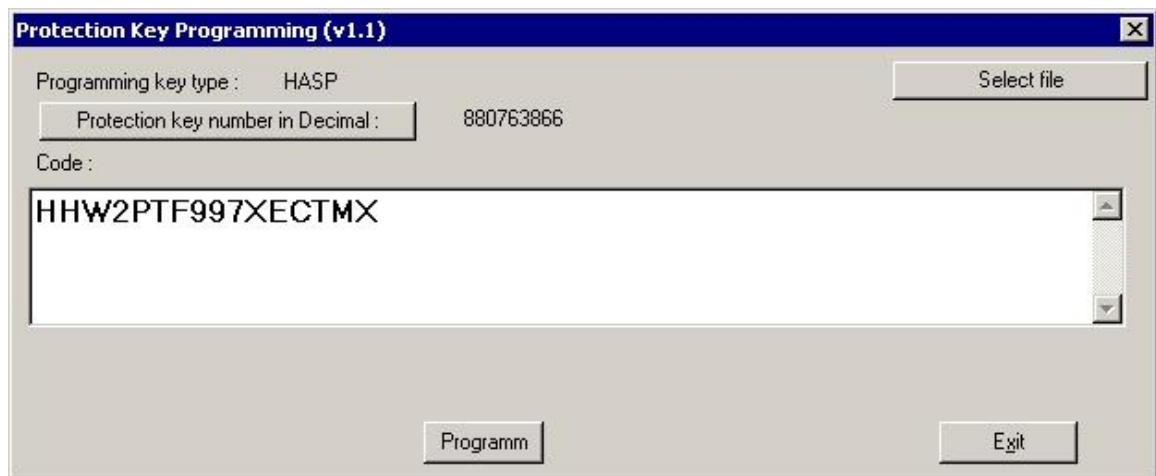 Protection Key Programming (v1.1)
Programming key type : HASP
Select file
Protection key number in Decimal : 880763866
Code :
HHW2PTF997XECTMX
Programm
Exit